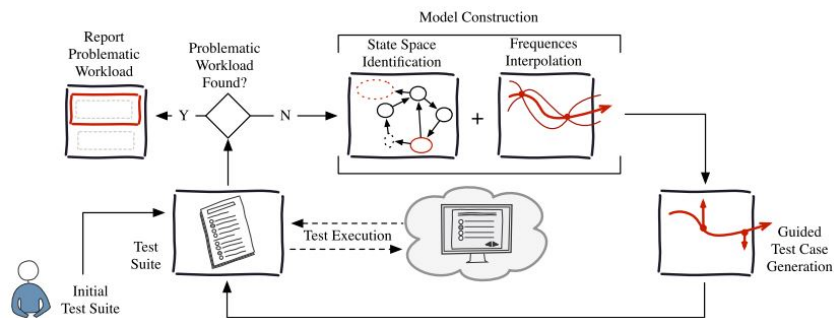 Model Construction
Report
Problematic
Workload
Problematic
Workload
Found?
State Space
Identification
Frequences
Interpolation
Y
N
+
Test
Suite
Test Execution
Guided
Test Case
Generation
Initial
Test Suite